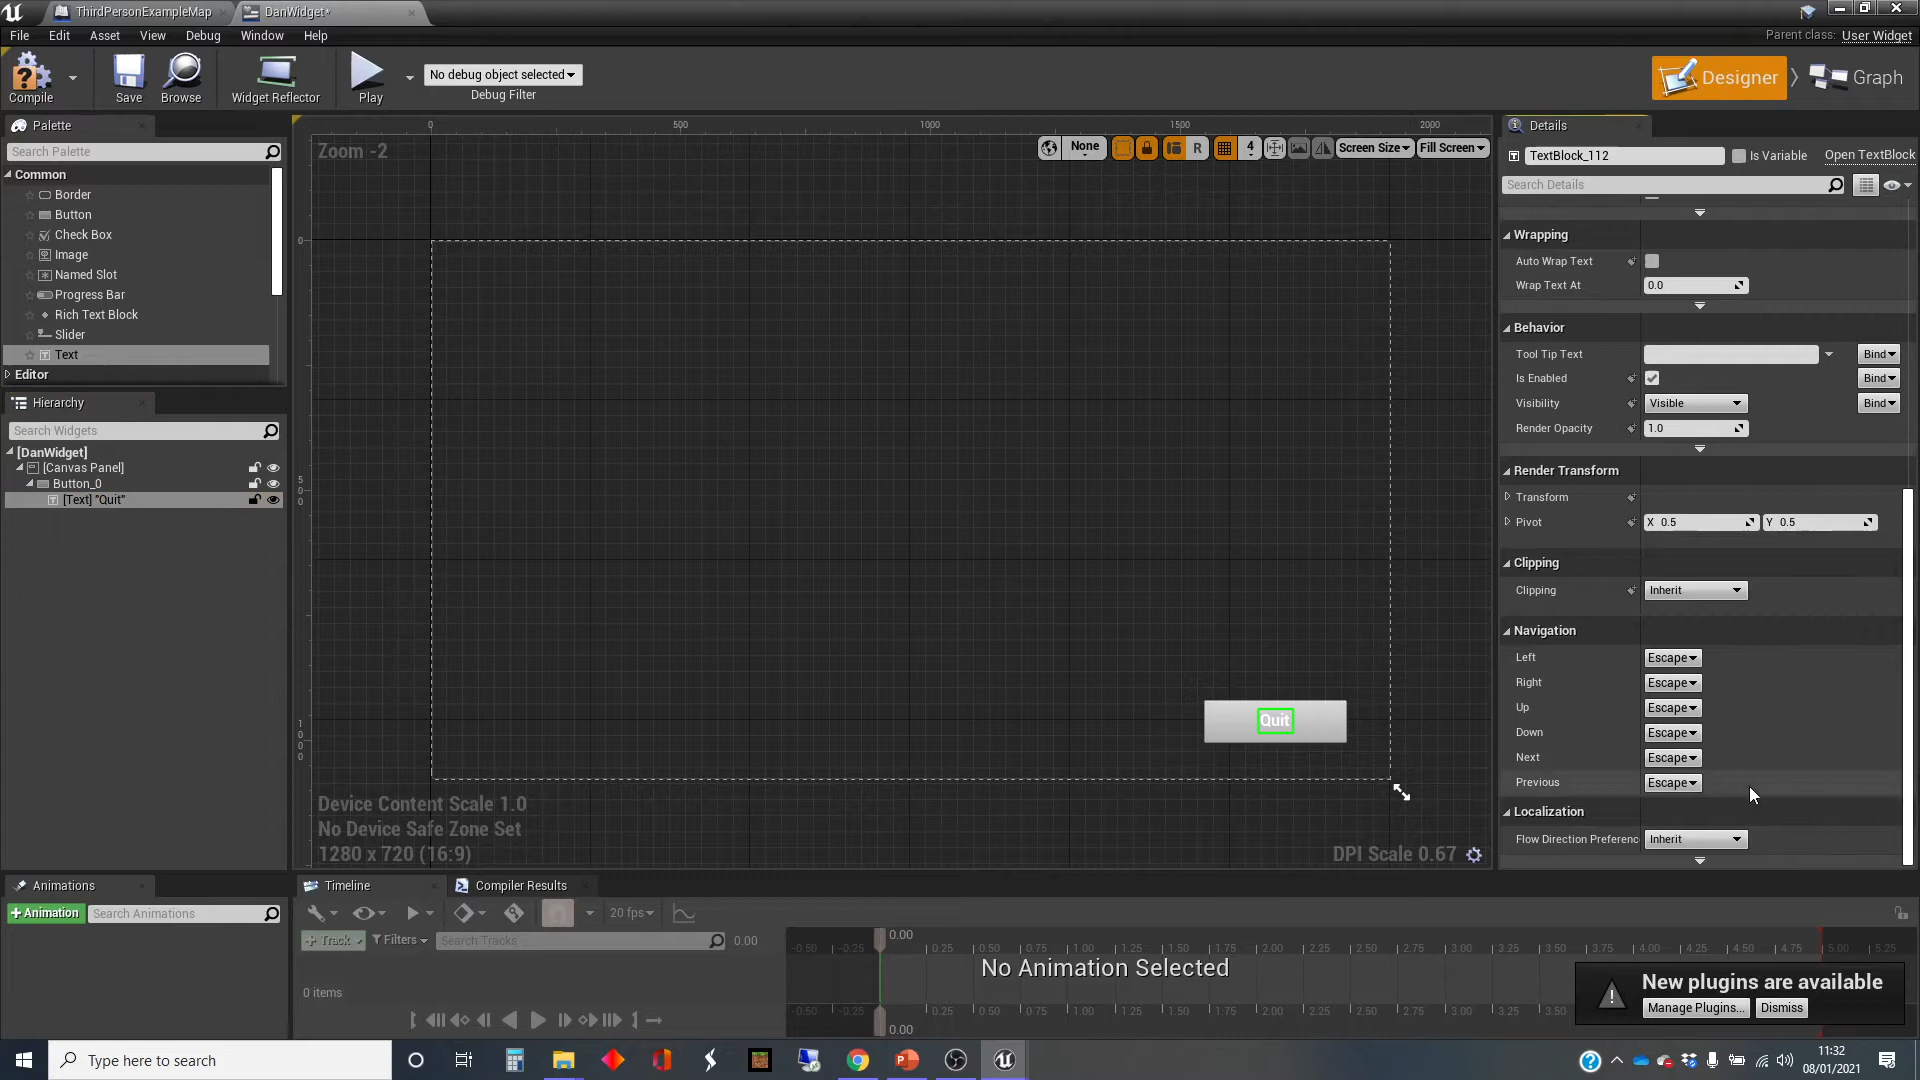 ThirdPersonExampleMap
DanWidget*
File Edit Asset View Debug Window Help
Parent class: User Widget
Compile
Save
Browse
Widget Reflector
Play
No debug object selected
Debug Filter
Designer
Graph
Palette
Search Palette
Common
Border
Button
Check Box
Image
Named Slot
Progress Bar
Rich Text Block
Slider
Text
Editor
Hierarchy
Search Widgets
[DanWidget]
[Canvas Panel]
Button_0
[Text] "Quit"
0 500 1000 1500 2000
Zoom -2
None
R
4
Screen Size
Fill Screen
0
500
1000
Quit
Device Content Scale 1.0
No Device Safe Zone Set
1280 x 720 (16:9)
DPI Scale 0.67
Details
TextBlock_112
Is Variable
Open TextBlock
Search Details
Wrapping
Auto Wrap Text
Wrap Text At 0.0
Behavior
Tool Tip Text Bind
Is Enabled Bind
Visibility Visible Bind
Render Opacity 1.0
Render Transform
Transform
Pivot X 0.5 Y 0.5
Clipping
Clipping Inherit
Navigation
Left Escape
Right Escape
Up Escape
Down Escape
Next Escape
Previous Escape
Localization
Flow Direction Preferenc Inherit
Animations
+Animation
Search Animations
Timeline
Compiler Results
20 fps
+ Track
Filters
Search Tracks
0.00
0 items
0.00
-0.50 -0.25 0.25 0.50 0.75 1.00 1.25 1.50 1.75 2.00 2.25 2.50 2.75 3.00 3.25 3.50 3.75 4.00 4.25 4.50 4.75 5.00 5.25
No Animation Selected
-0.50 -0.25 0.25 0.50 0.75 1.00 1.25 1.50 1.75 2.00 2.25 2.50 2.75 3.00 3.25 3.50
0.00
New plugins are available
Manage Plugins...
Dismiss
Type here to search
11:32
08/01/2021